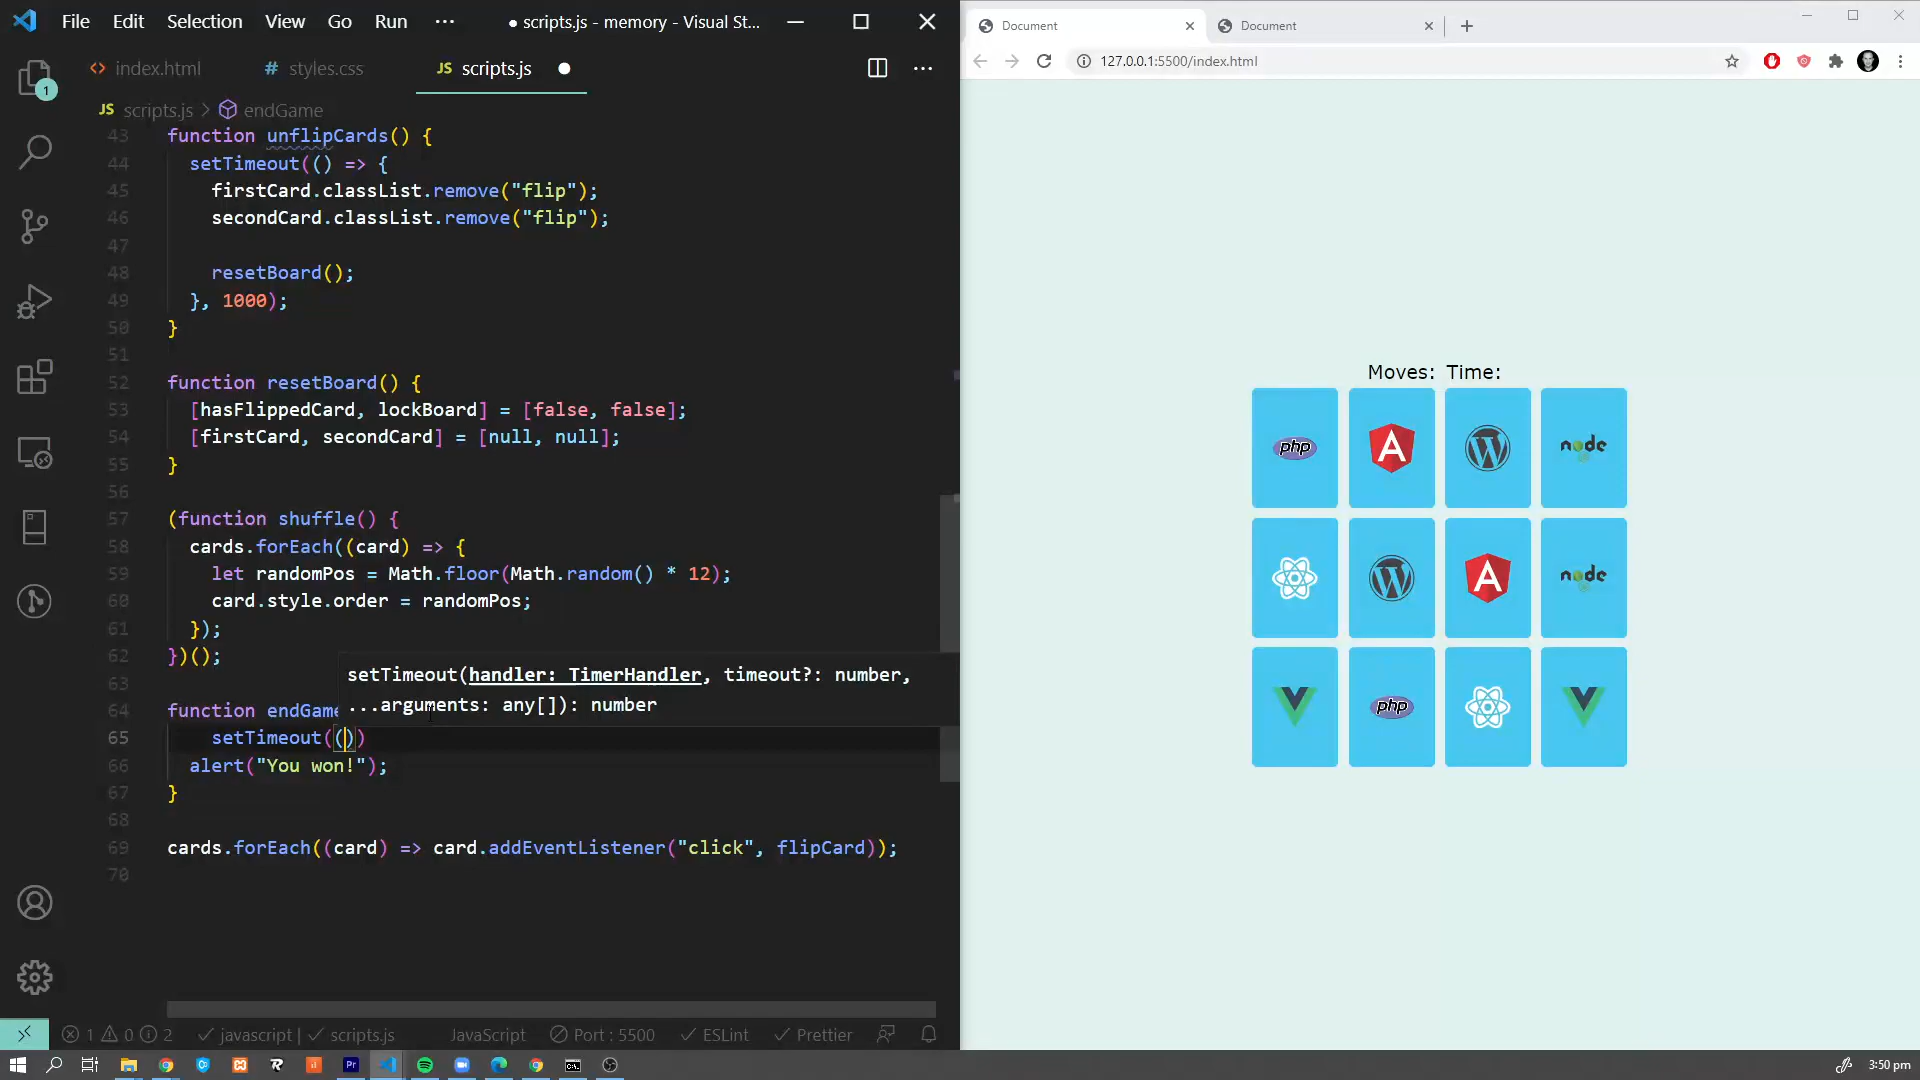 File Edit Selection View Go Run ··· ● scripts.js - memory - Visual St...
index.html # styles.css JS scripts.js ●
JS scripts.js > endGame
43 function unflipCards() {
44 setTimeout(() => {
45 firstCard.classList.remove("flip");
46 secondCard.classList.remove("flip");
47
48 resetBoard();
49 }, 1000);
50 }
51
52 function resetBoard() {
53 [hasFlippedCard, lockBoard] = [false, false];
54 [firstCard, secondCard] = [null, null];
55 }
56
57 (function shuffle() {
58 cards.forEach((card) => {
59 let randomPos = Math.floor(Math.random() * 12);
60 card.style.order = randomPos;
61 });
62 })();
63
setTimeout(handler: TimerHandler, timeout?: number,
...arguments: any[]): number
64 function endGame
65 setTimeout(())
66 alert("You won!");
67 }
68
69 cards.forEach((card) => card.addEventListener("click", flipCard));
70
1
1 0 2 javascript | scripts.js JavaScript Port : 5500 ESLint Prettier
Document Document
127.0.0.1:5500/index.html
Moves: Time:
php A W node
W A node
php
Pr
3:50 pm